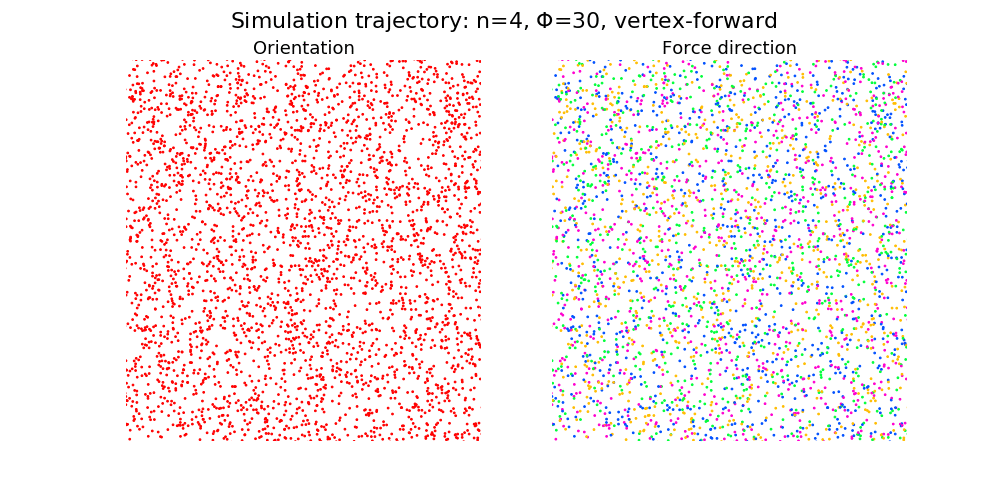 Simulation trajectory: n=4, Φ=30, vertex-forward
Orientation
Force direction